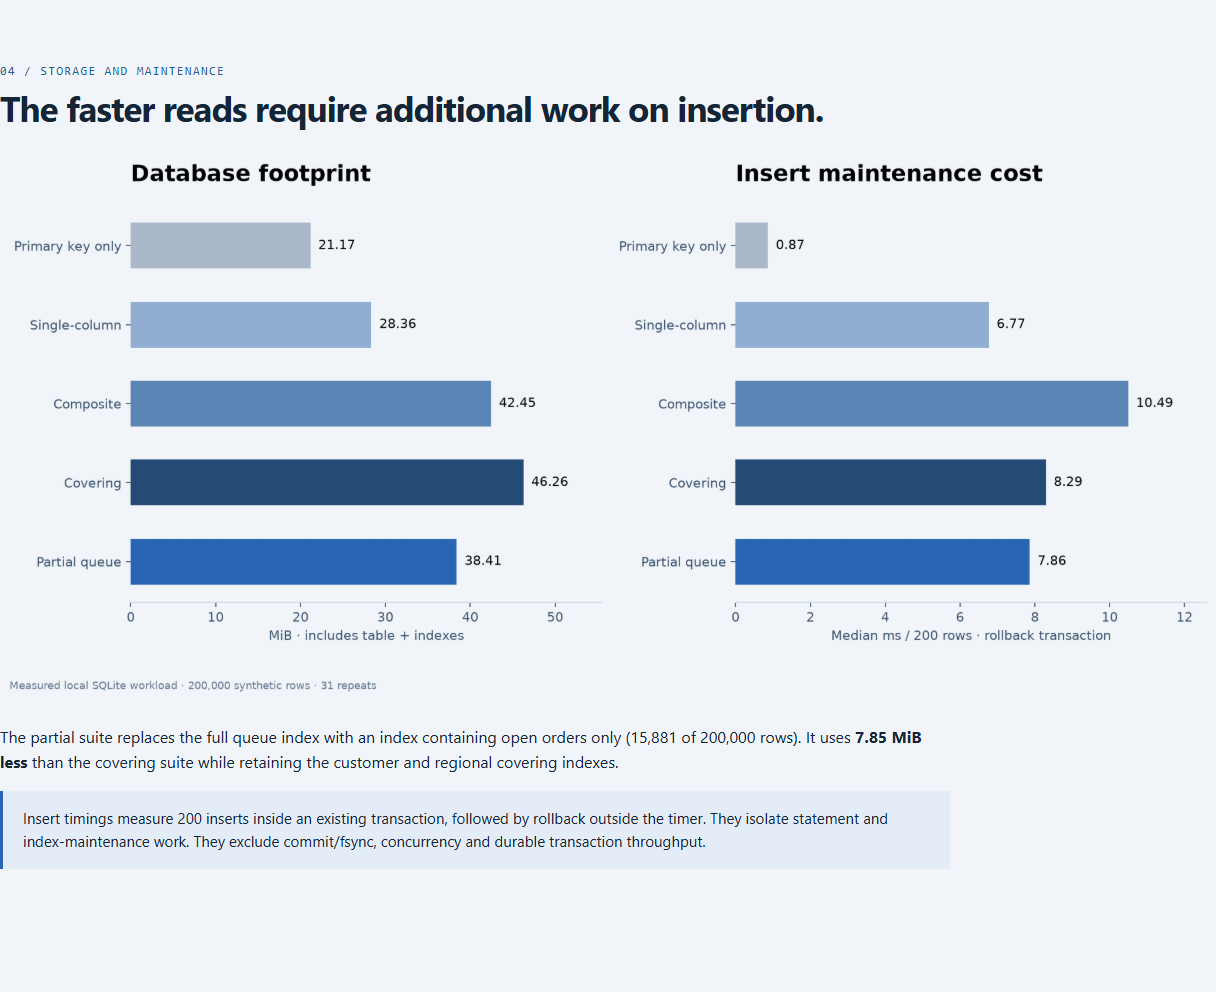 04 / STORAGE AND MAINTENANCE
The faster reads require additional work on insertion.
Database footprint
Primary key only
21.17
Single-column
28.36
Composite
42.45
Covering
46.26
Partial queue
38.41
0 10 20 30 40 50
MiB · includes table + indexes
Insert maintenance cost
Primary key only
0.87
Single-column
6.77
Composite
10.49
Covering
8.29
Partial queue
7.86
0 2 4 6 8 10 12
Median ms / 200 rows · rollback transaction
Measured local SQLite workload · 200,000 synthetic rows · 31 repeats
The partial suite replaces the full queue index with an index containing open orders only (15,881 of 200,000 rows). It uses 7.85 MiB
less than the covering suite while retaining the customer and regional covering indexes.
Insert timings measure 200 inserts inside an existing transaction, followed by rollback outside the timer. They isolate statement and
index-maintenance work. They exclude commit/fsync, concurrency and durable transaction throughput.